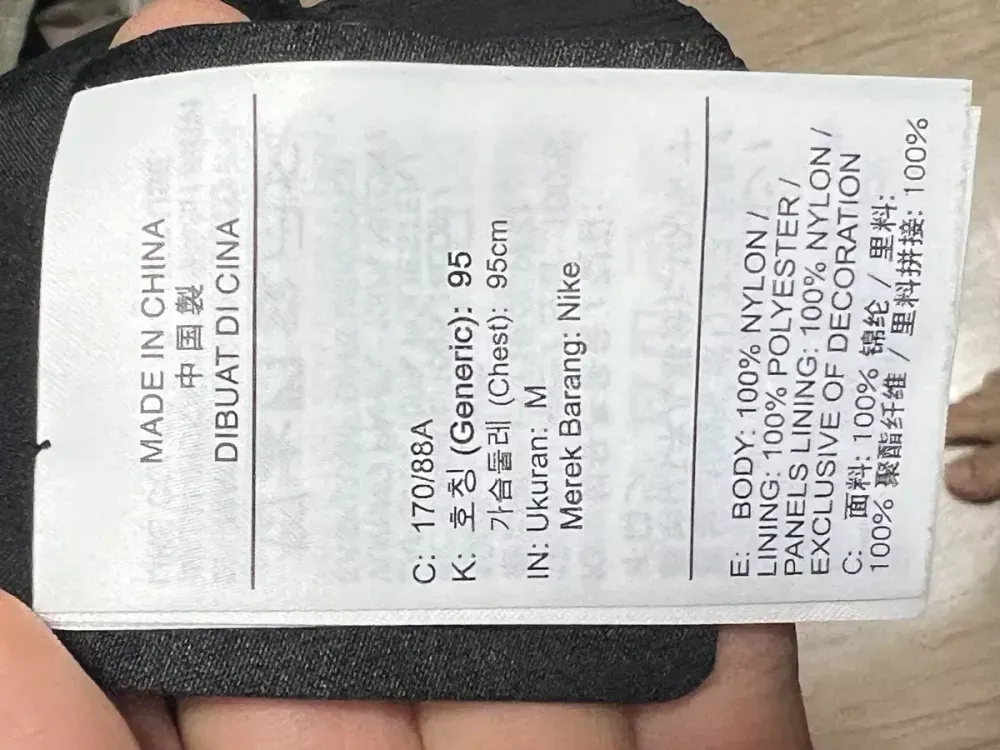 MADE IN CHINA
中国製
DIBUAT DI CINA
C: 170/88A
K: 호칭 (Generic): 95
가슴둘레 (Chest): 95cm
IN: Ukuran: M
Merek Barang: Nike
E: BODY: 100% NYLON /
LINING: 100% POLYESTER /
PANELS LINING: 100% NYLON /
EXCLUSIVE OF DECORATION
C: 面料: 100% 锦纶 / 里料:
100% 聚酯纤维 / 里料拼接: 100%